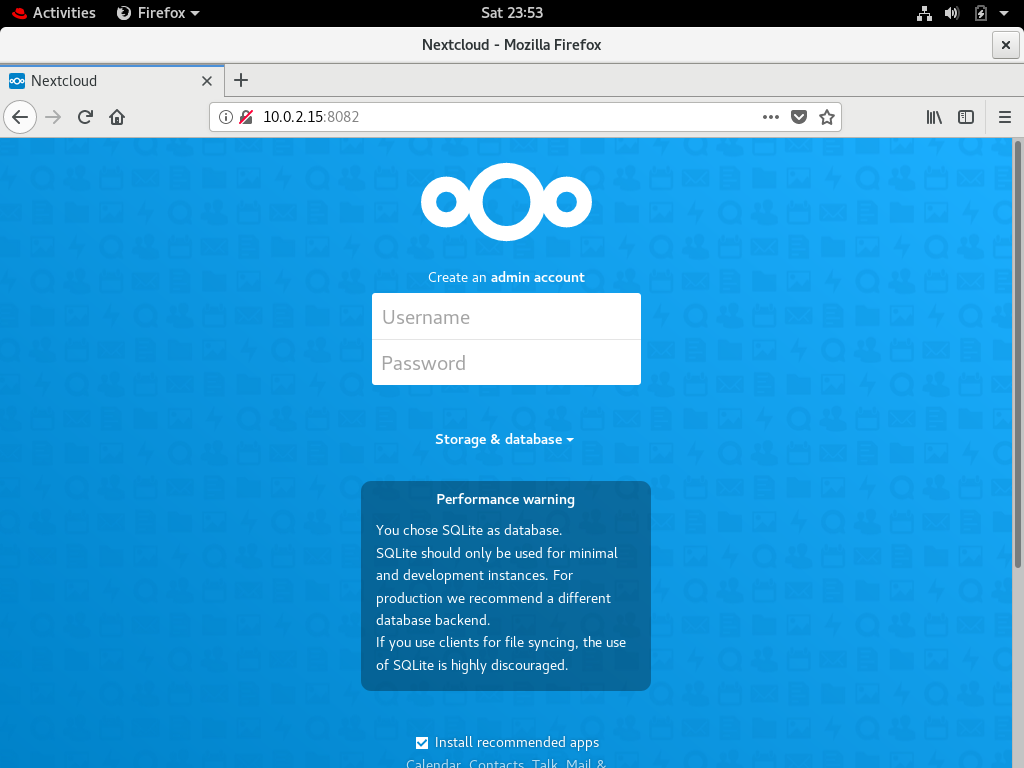 Activities Firefox Sat 23:53
Nextcloud - Mozilla Firefox
Nextcloud
10.0.2.15:8082
Create an admin account
Username
Password
Storage & database
Performance warning
You chose SQLite as database.
SQLite should only be used for minimal
and development instances. For
production we recommend a different
database backend.
If you use clients for file syncing, the use
of SQLite is highly discouraged.
Install recommended apps
Calendar, Contacts, Talk, Mail &